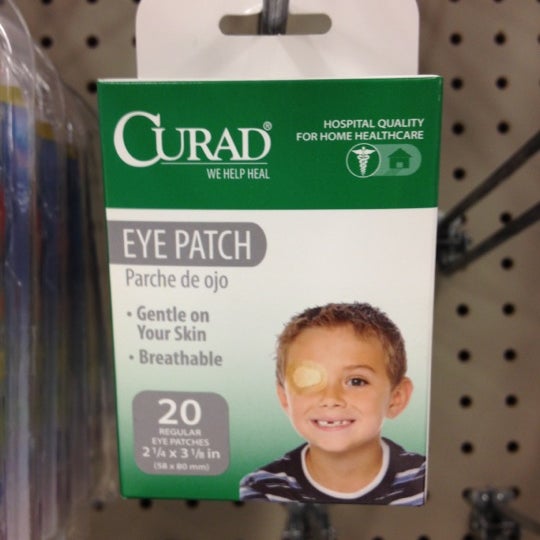 CURAD®
WE HELP HEAL
HOSPITAL QUALITY
FOR HOME HEALTHCARE
EYE PATCH
Parche de ojo
• Gentle on
Your Skin
• Breathable
20
REGULAR
EYE PATCHES
2 1/4 x 3 1/8 in
(58 x 80 mm)